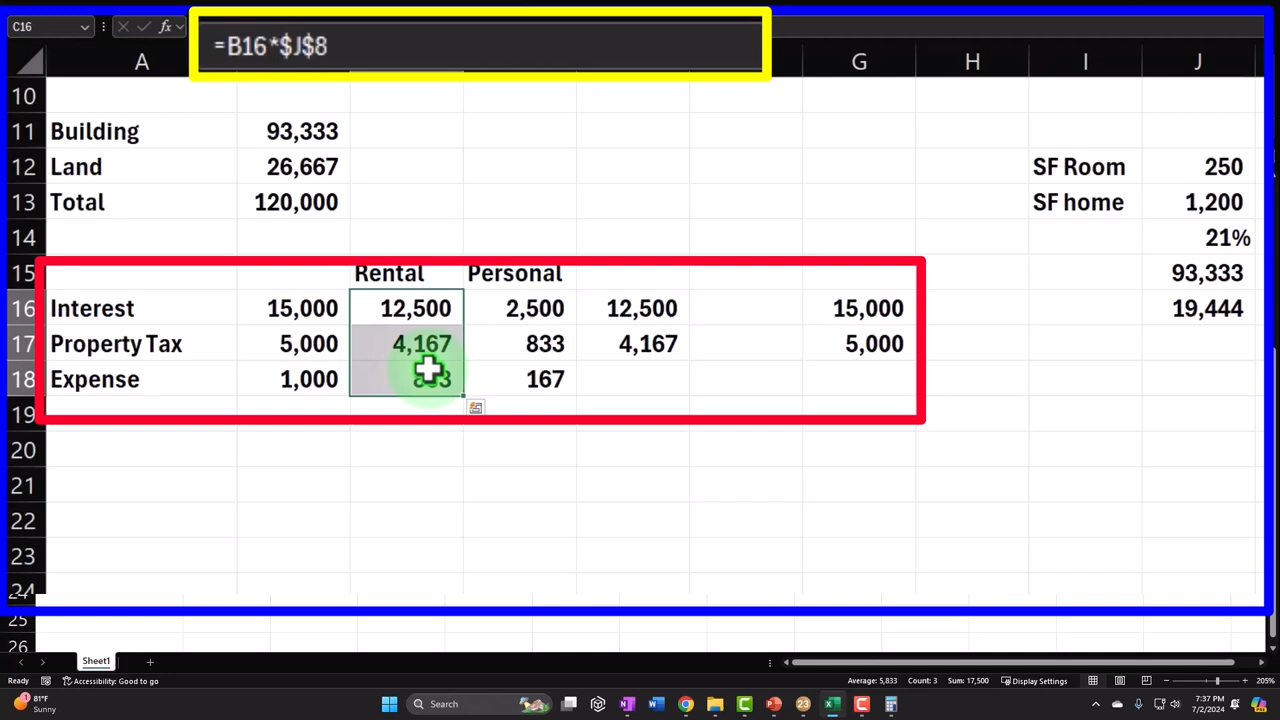 C16 fx =B16*$J$8
A G H I J
10
11 Building 93,333
12 Land 26,667 SF Room 250
13 Total 120,000 SF home 1,200
14 21%
15 Rental Personal 93,333
16 Interest 15,000 12,500 2,500 12,500 15,000 19,444
17 Property Tax 5,000 4,167 833 4,167 5,000
18 Expense 1,000 167
19
20
21
22
23
24
25
26
Sheet1
Ready Accessibility: Good to go Average: 5,833 Count: 3 Sum: 17,500 Display Settings 205%
81°F Search 23 7:37 PM
Sunny 7/2/2024